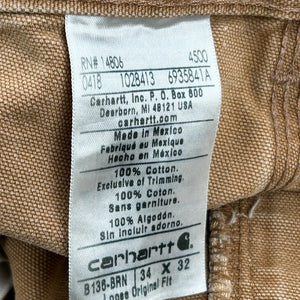 RN# 14806 4500
0418 1028413 6935841A
Carhartt, Inc. P.O. Box 600
Dearborn, MI 48121 USA
carhartt.com
Made in Mexico
Fabriqué au Mexique
Hecho en México
100% Cotton.
Exclusive of Trimming.
100% Coton.
Sans garniture.
100% Algodón.
Sin incluir adorno.
carhartt
B136-BRN 34 X 32
Loose Original Fit